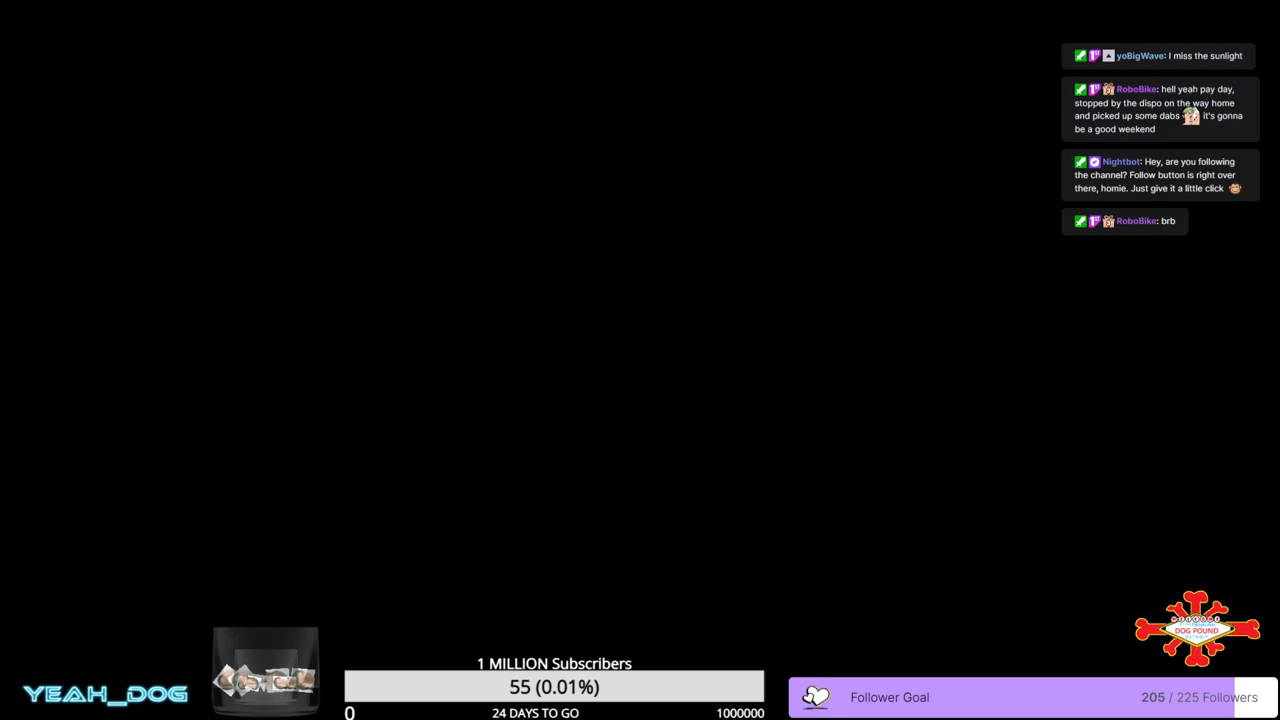 yoBigWave: I miss the sunlight
RoboBike: hell yeah pay day,
stopped by the dispo on the way home
and picked up some dabs it's gonna
be a good weekend
Nightbot: Hey, are you following
the channel? Follow button is right over
there, homie. Just give it a little click
RoboBike: brb
DOG POUND
DETROIT
1 MILLION Subscribers
55 (0.01%)
0 24 DAYS TO GO 1000000
YEAH_DOG
Follower Goal 205 / 225 Followers